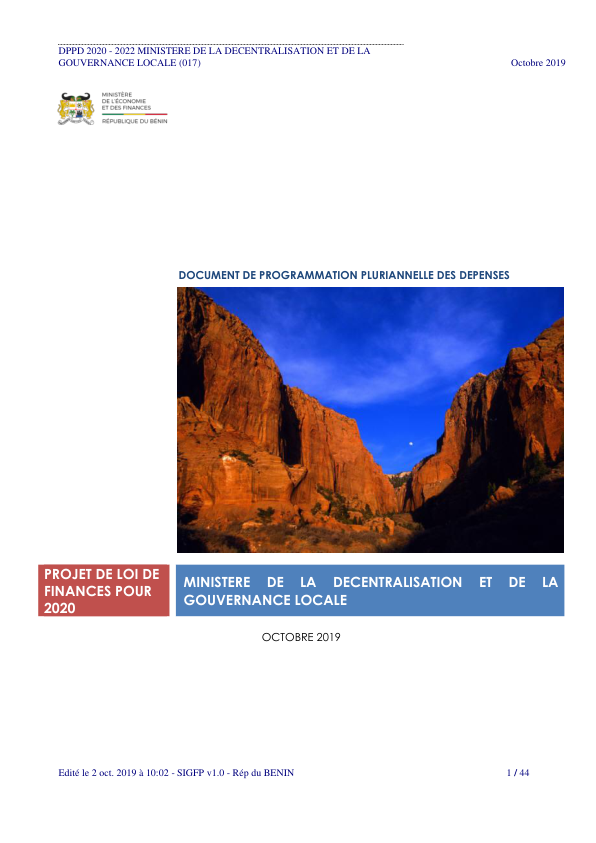 DPPD 2020 - 2022 MINISTERE DE LA DECENTRALISATION ET DE LA
GOUVERNANCE LOCALE (017) Octobre 2019
MINISTÈRE
DE L'ÉCONOMIE
ET DES FINANCES
RÉPUBLIQUE DU BÉNIN
DOCUMENT DE PROGRAMMATION PLURIANNELLE DES DEPENSES
PROJET DE LOI DE
FINANCES POUR
2020
MINISTERE DE LA DECENTRALISATION ET DE LA
GOUVERNANCE LOCALE
OCTOBRE 2019
Edité le 2 oct. 2019 à 10:02 - SIGFP v1.0 - Rép du BENIN 1 / 44